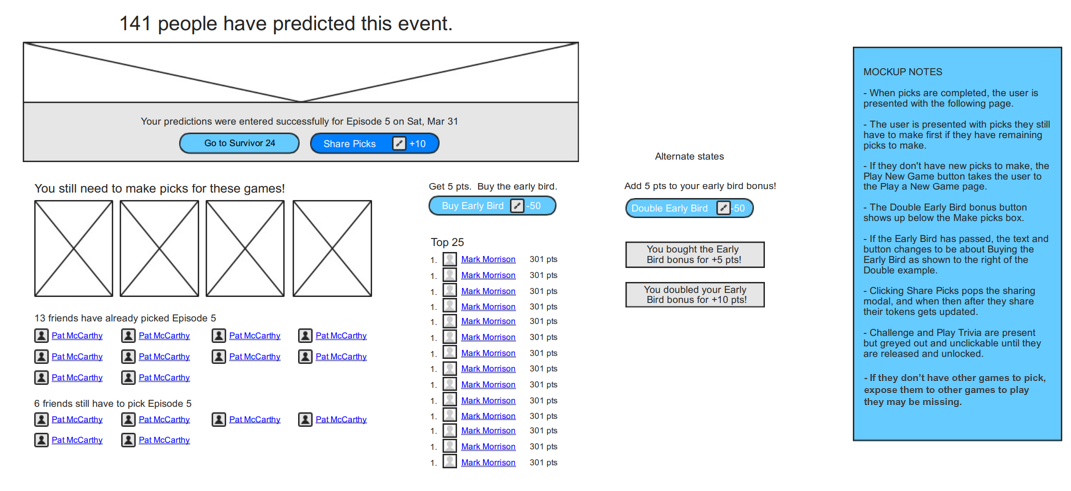 141 people have predicted this event.
Your predictions were entered successfully for Episode 5 on Sat, Mar 31
Go to Survivor 24
Share Picks +10
You still need to make picks for these games!
13 friends have already picked Episode 5
Pat McCarthy Pat McCarthy Pat McCarthy Pat McCarthy
Pat McCarthy Pat McCarthy Pat McCarthy Pat McCarthy
Pat McCarthy Pat McCarthy
6 friends still have to pick Episode 5
Pat McCarthy Pat McCarthy Pat McCarthy Pat McCarthy
Pat McCarthy Pat McCarthy
Get 5 pts. Buy the early bird.
Buy Early Bird -50
Top 25
1. Mark Morrison 301 pts
1. Mark Morrison 301 pts
1. Mark Morrison 301 pts
1. Mark Morrison 301 pts
1. Mark Morrison 301 pts
1. Mark Morrison 301 pts
1. Mark Morrison 301 pts
1. Mark Morrison 301 pts
1. Mark Morrison 301 pts
1. Mark Morrison 301 pts
1. Mark Morrison 301 pts
1. Mark Morrison 301 pts
1. Mark Morrison 301 pts
1. Mark Morrison 301 pts
Alternate states
Add 5 pts to your early bird bonus!
Double Early Bird -50
You bought the Early
Bird bonus for +5 pts!
You doubled your Early
Bird bonus for +10 pts!
MOCKUP NOTES
- When picks are completed, the user is
presented with the following page.
- The user is presented with picks they still
have to make first if they have remaining
picks to make.
- If they don't have new picks to make, the
Play New Game button takes the user to
the Play a New Game page.
- The Double Early Bird bonus button
shows up below the Make picks box.
- If the Early Bird has passed, the text and
button changes to be about Buying the
Early Bird as shown to the right of the
Double example.
- Clicking Share Picks pops the sharing
modal, and when then after they share
their tokens gets updated.
- Challenge and Play Trivia are present
but greyed out and unclickable until they
are released and unlocked.
- If they don't have other games to pick,
expose them to other games to play
they may be missing.